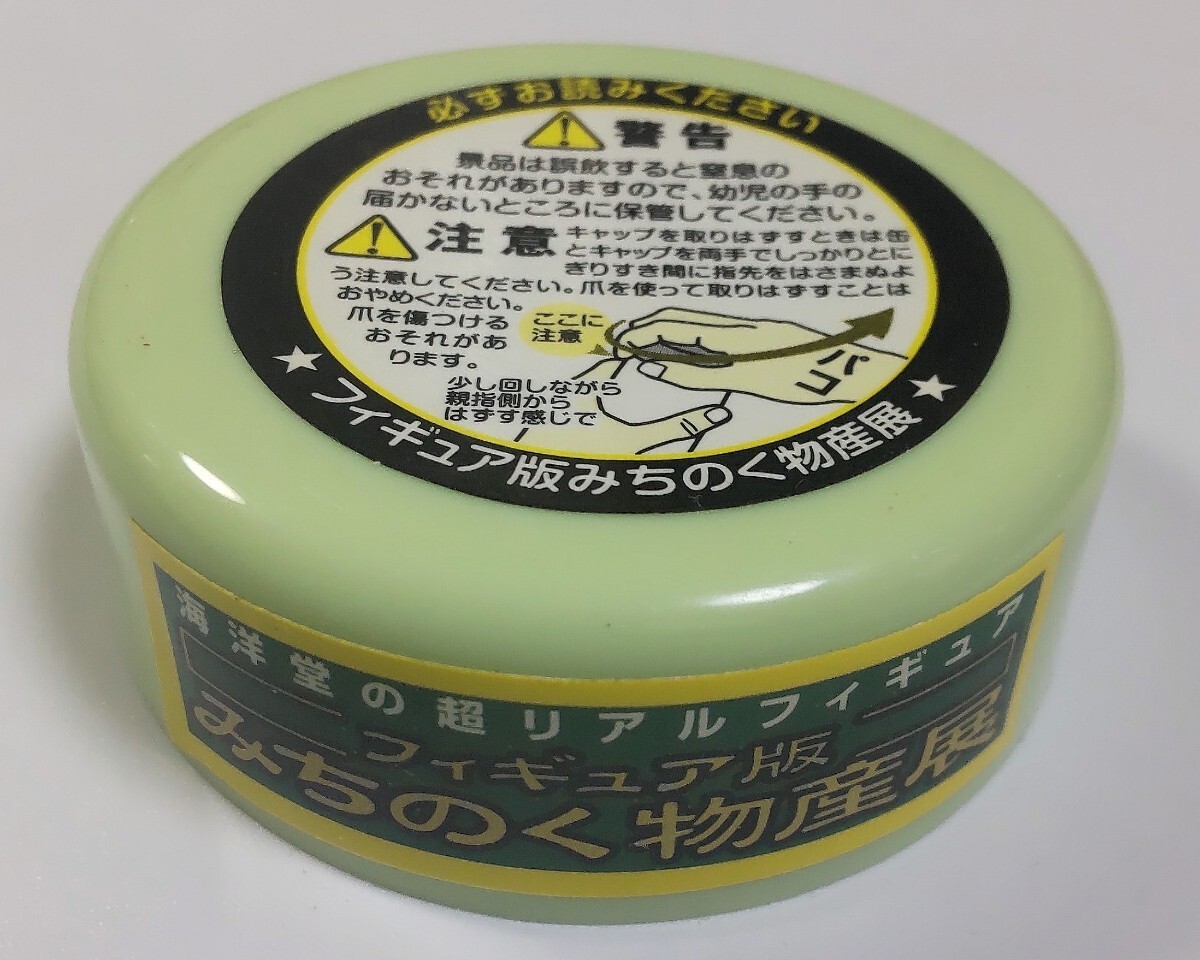 必ずお読みください
警告
景品は誤飲すると窒息の
おそれがありますので、幼児の手の
届かないところに保管してください。
注意
キャップを取りはずすときは缶
とキャップを両手でしっかりとに
ぎりすき間に指先をはさまぬよ
う注意してください。爪を使って取りはずすことは
おやめください。
爪を傷つける
おそれがあ
ります。
ここに
注意
パコ
少し回しながら
親指側から
はずす感じで
★フィギュア版みちのく物産展★
海洋堂の超リアルフィギュア
フィギュア版
みちのく物産展